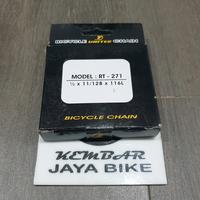 BICYCLE UNITED CHAIN
MODEL : RT - 271
½ x 11/128 x 116L
BICYCLE CHAIN
KEMBAR
JAYA BIKE